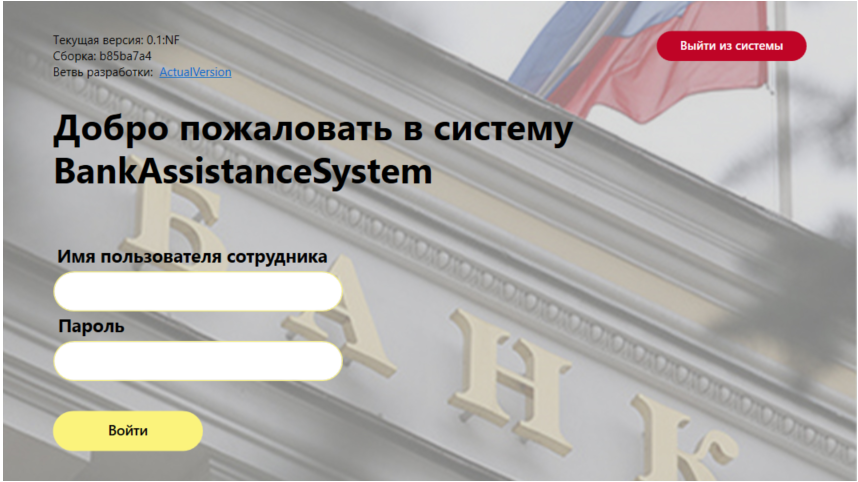 Текущая версия: 0.1:NF
Сборка: b85ba7a4
Ветвь разработки: ActualVersion
Выйти из системы
Добро пожаловать в систему
BankAssistanceSystem
Имя пользователя сотрудника
Пароль
Войти
БАНК